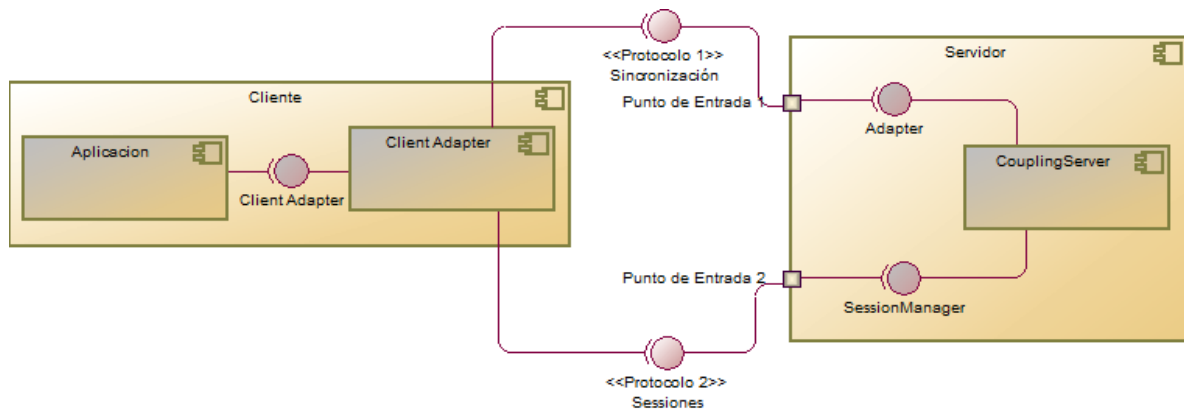 <<Protocolo 1>>
Sincronización
Servidor
Cliente
Punto de Entrada 1
Adapter
Aplicacion
Client Adapter
Client Adapter
CouplingServer
Punto de Entrada 2
SessionManager
<<Protocolo 2>>
Sessiones